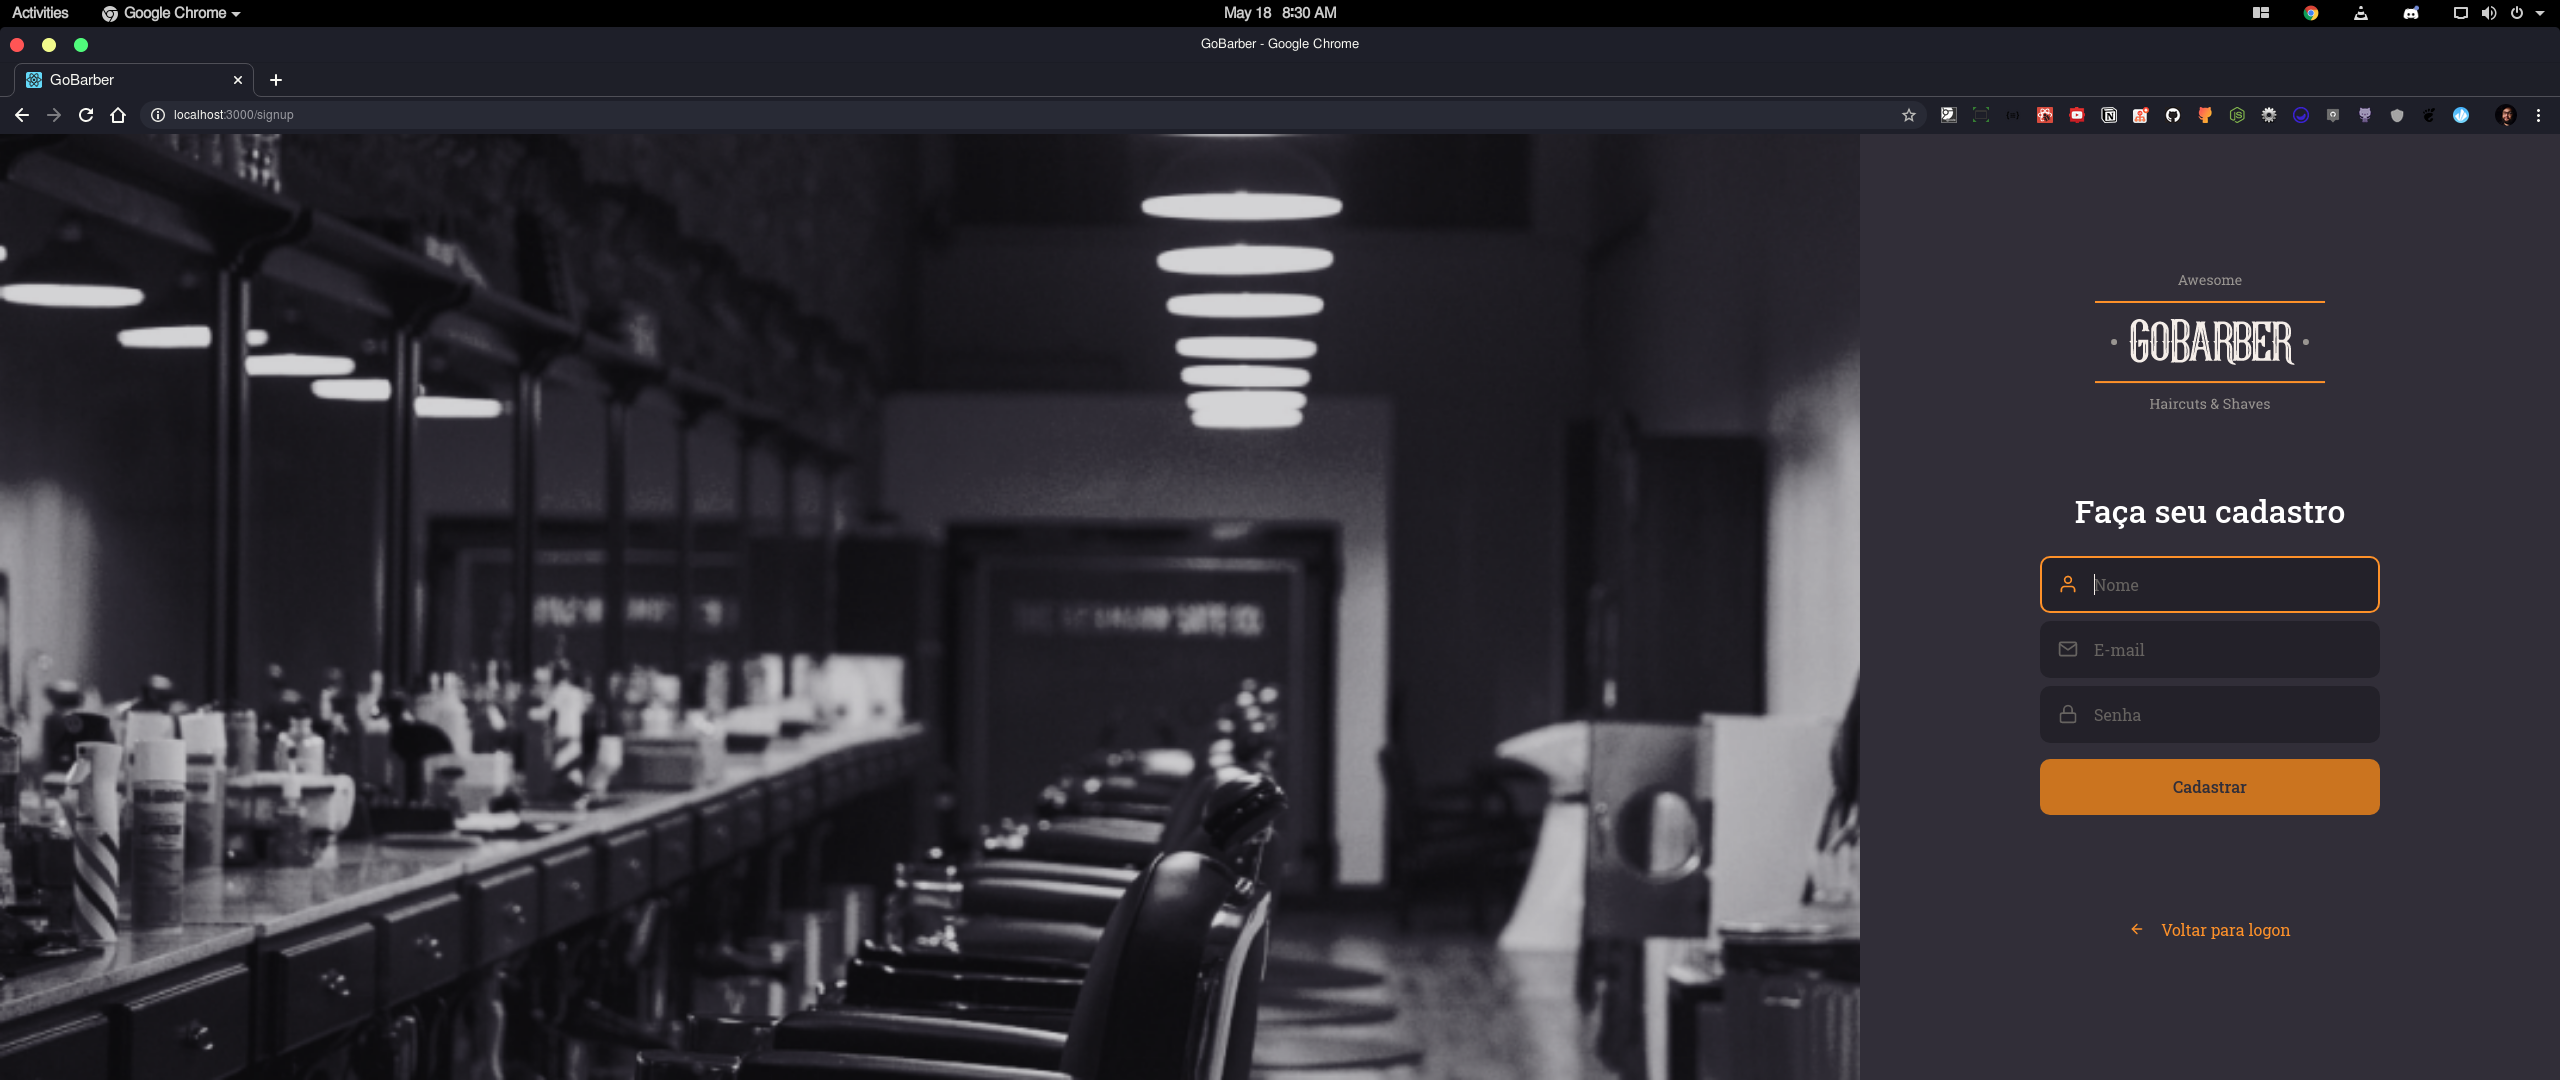 Activities
Google Chrome
May 18 8:30 AM
GoBarber - Google Chrome
GoBarber
localhost:3000/signup
Awesome
GOBARBER
Haircuts & Shaves
Faça seu cadastro
Nome
E-mail
Senha
Cadastrar
Voltar para logon